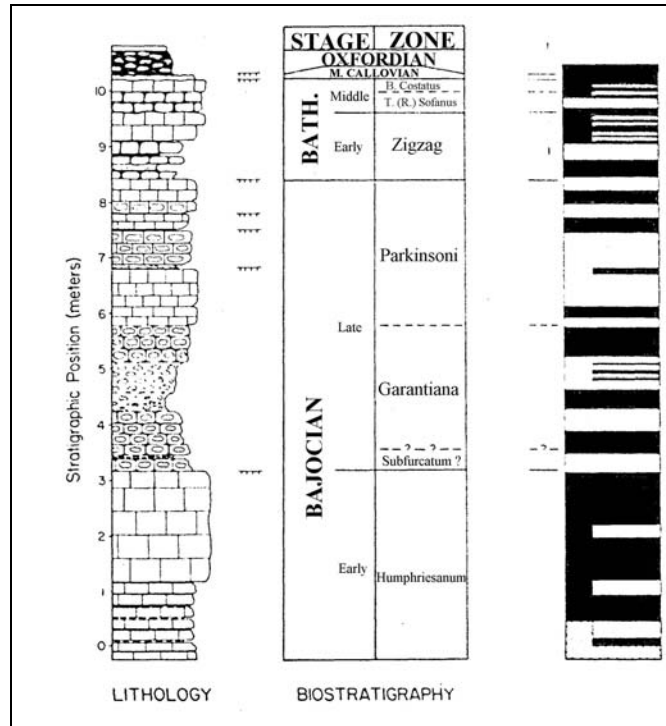 STAGE ZONE
OXFORDIAN
M. CALLOVIAN
BATH.
Middle
B. Costatus
T. (R.) Sofanus
Early
Zigzag
BAJOCIAN
Late
Parkinsoni
Garantiana
? ? ?
Subfurcatum ?
Early
Humphriesanum
Stratigraphic Position (meters)
10
9
8
7
6
5
4
3
2
1
0
LITHOLOGY BIOSTRATIGRAPHY